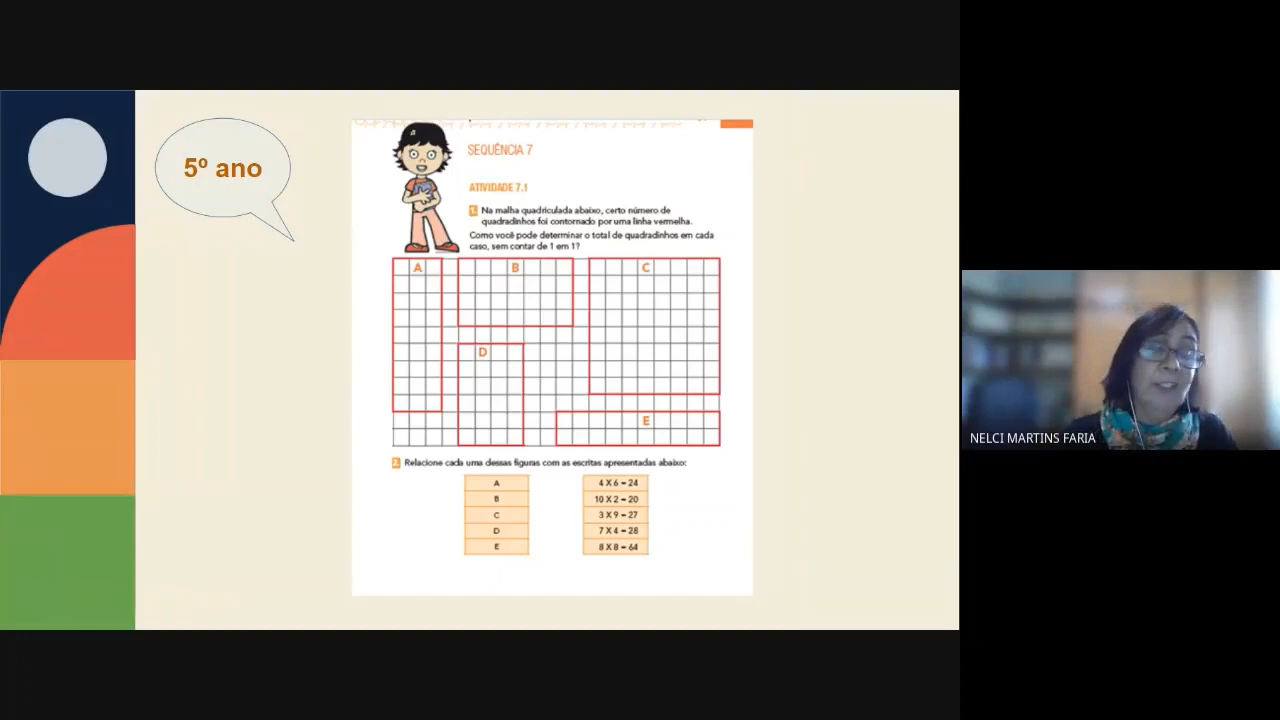 5º ano
SEQUÊNCIA 7
ATIVIDADE 7.1
1. Na malha quadriculada abaixo, certo número de
quadradinhos foi contornado por uma linha vermelha.
Como você pode determinar o total de quadradinhos em cada
caso, sem contar de 1 em 1?
A
B
C
D
E
2. Relacione cada uma dessas figuras com as escritas apresentadas abaixo:
A 4 X 6 = 24
B 10 X 2 = 20
C 3 X 9 = 27
D 7 X 4 = 28
E 8 X 8 = 64
NELCI MARTINS FARIA